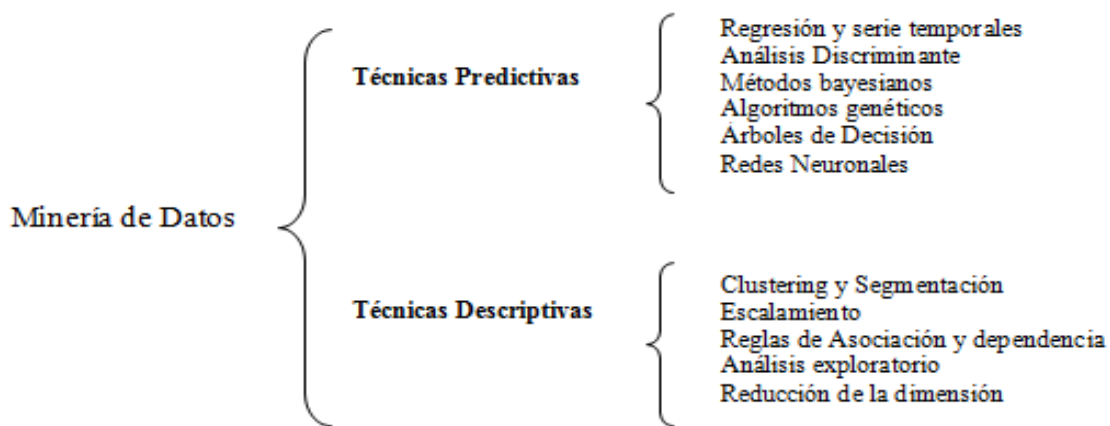 Minería de Datos
Técnicas Predictivas
Regresión y serie temporales
Análisis Discriminante
Métodos bayesianos
Algoritmos genéticos
Árboles de Decisión
Redes Neuronales
Técnicas Descriptivas
Clustering y Segmentación
Escalamiento
Reglas de Asociación y dependencia
Análisis exploratorio
Reducción de la dimensión